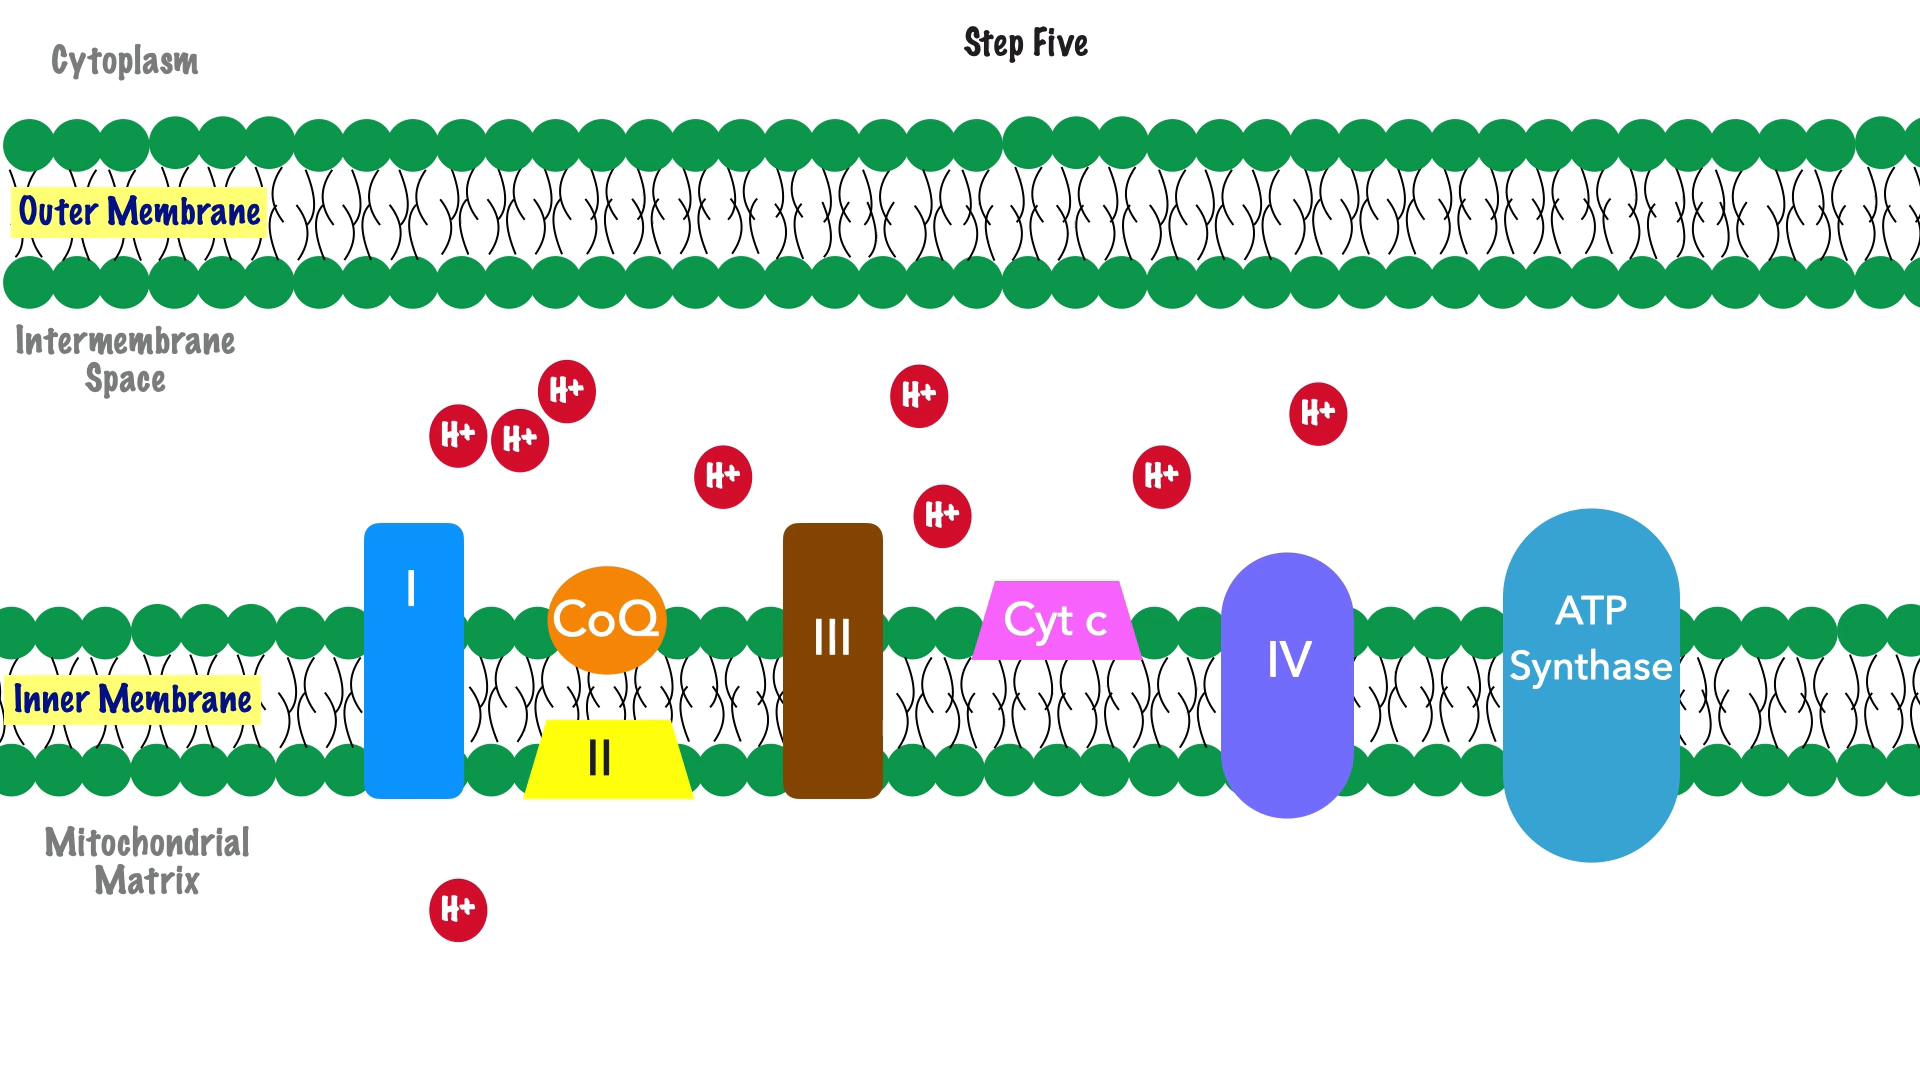 Step Five
Cytoplasm
Outer Membrane
Intermembrane
Space
H+
H+
H+
H+
H+
H+
H+
H+
I
CoQ
III
Cyt c
IV
ATP
Synthase
Inner Membrane
II
Mitochondrial
Matrix
H+